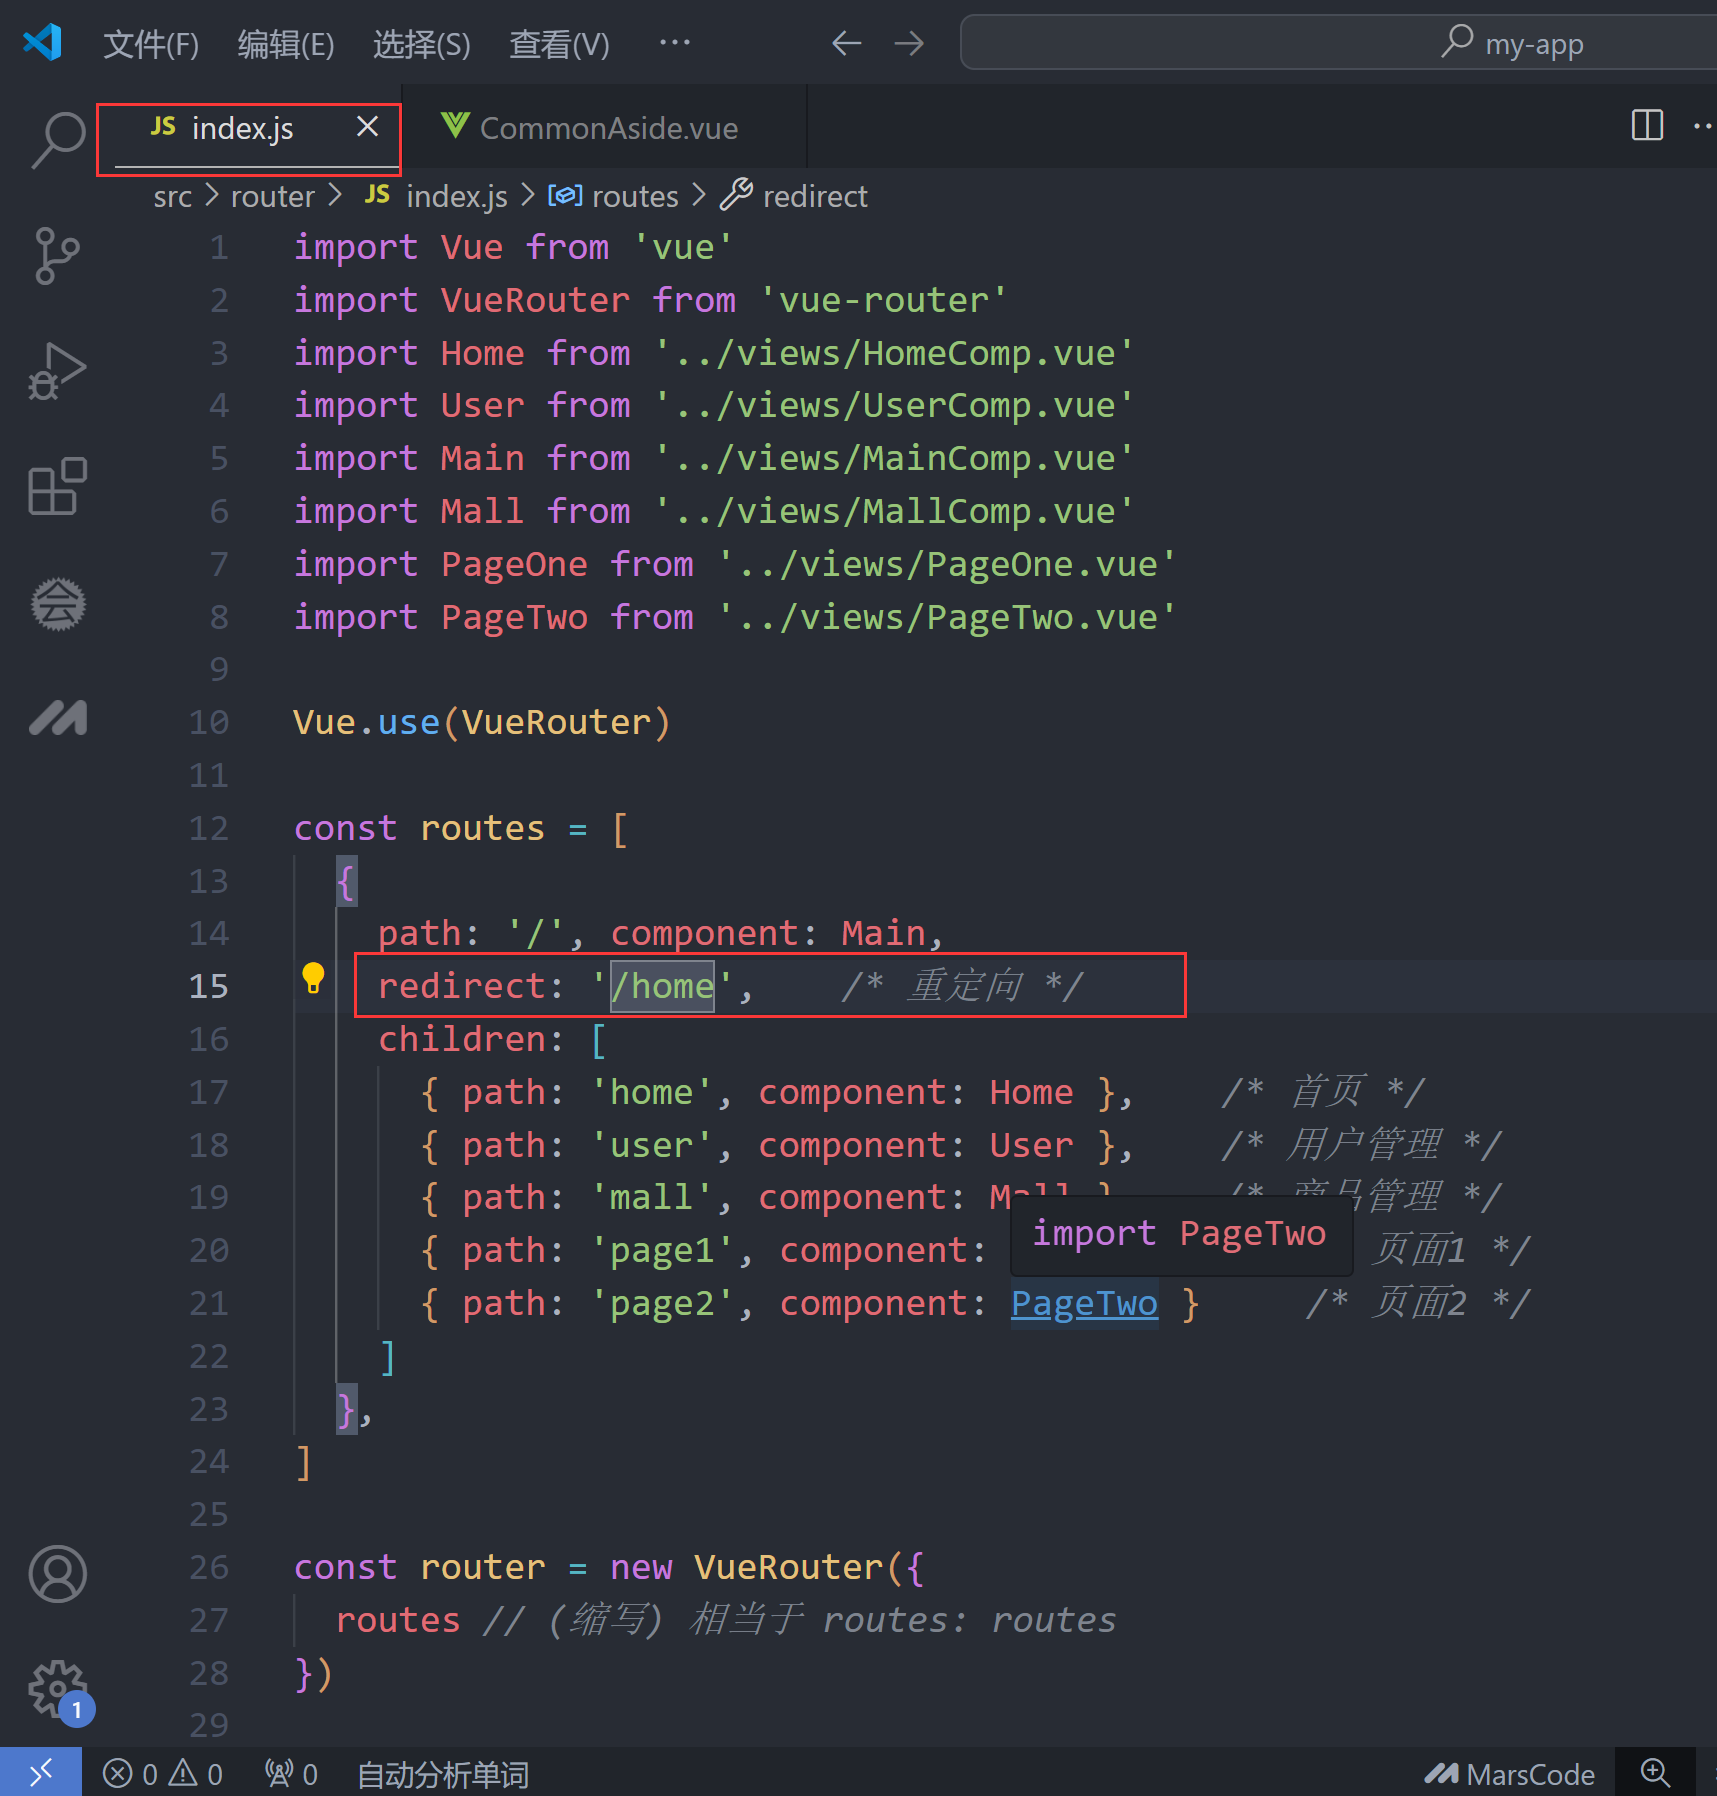 文件(F) 编辑(E) 选择(S) 查看(V) ··· my-app
JS index.js CommonAside.vue
src > router > JS index.js > routes > redirect
1 import Vue from 'vue'
2 import VueRouter from 'vue-router'
3 import Home from '../views/HomeComp.vue'
4 import User from '../views/UserComp.vue'
5 import Main from '../views/MainComp.vue'
6 import Mall from '../views/MallComp.vue'
7 import PageOne from '../views/PageOne.vue'
8 import PageTwo from '../views/PageTwo.vue'
9
10 Vue.use(VueRouter)
11
12 const routes = [
13 {
14 path: '/', component: Main,
15 redirect: '/home', /* 重定向 */
16 children: [
17 { path: 'home', component: Home }, /* 首页 */
18 { path: 'user', component: User }, /* 用户管理 */
19 { path: 'mall', component: Mall }, /* 商品管理 */
import PageTwo
20 { path: 'page1', component: 页面1 */
21 { path: 'page2', component: PageTwo } /* 页面2 */
22 ]
23 },
24 ]
25
26 const router = new VueRouter({
27 routes // (缩写) 相当于 routes: routes
28 })
29
1
0 0 0 自动分析单词 MarsCode